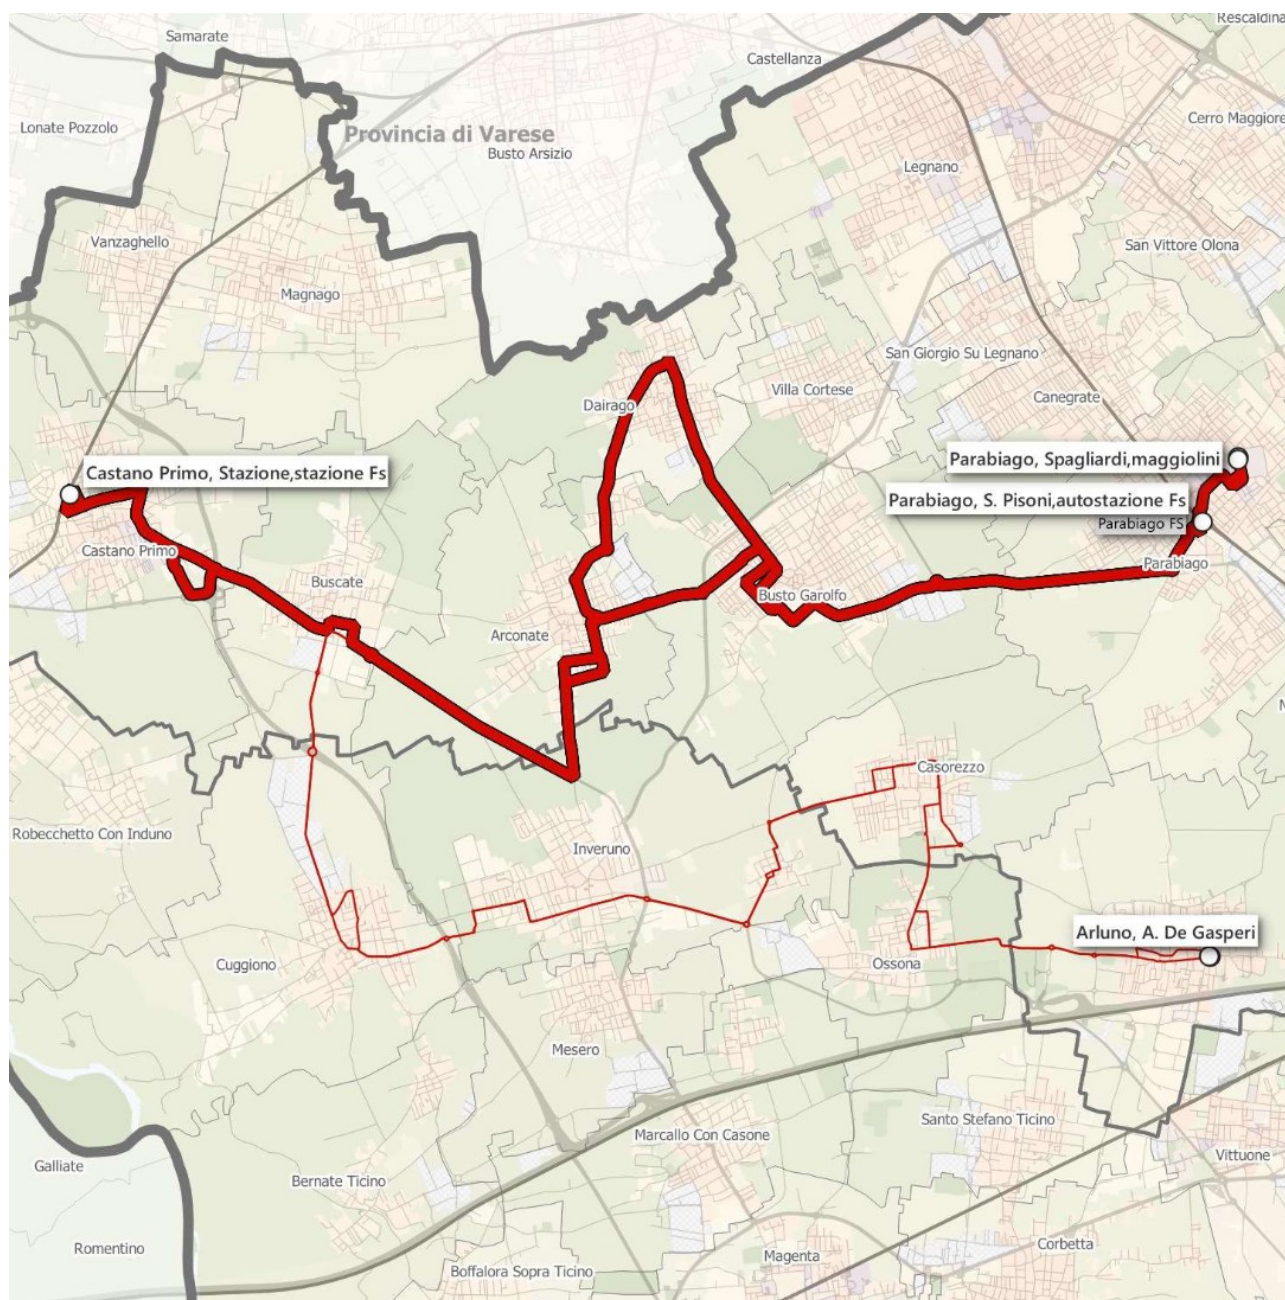 Samarate
Rescaldina
Castellanza
Lonate Pozzolo
Cerro Maggiore
Provincia di Varese
Busto Arsizio
Legnano
Vanzaghello
San Vittore Olona
Magnago
San Giorgio Su Legnano
Villa Cortese
Canegrate
Dairago
Parabiago, Spagliardi,maggiolini
Castano Primo, Stazione,stazione Fs
Parabiago, S. Pisoni,autostazione Fs
Parabiago FS
Castano Primo
Parabiago
Buscate
Busto Garolfo
Arconate
Casorezzo
Robecchetto Con Induno
Inveruno
Arluno, A. De Gasperi
Cuggiono
Ossona
Mesero
Santo Stefano Ticino
Marcallo Con Casone
Vittuone
Galliate
Bernate Ticino
Romentino
Corbetta
Magenta
Boffalora Sopra Ticino